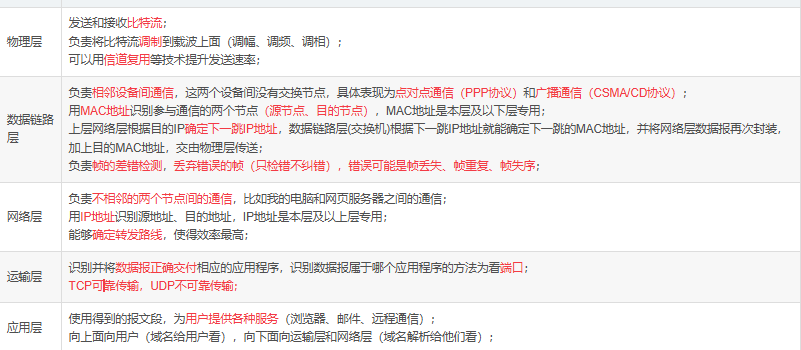 物理层
发送和接收比特流；
负责将比特流调制到载波上面（调幅、调频、调相）；
可以用信道复用等技术提升发送速率；
数据链路层
负责相邻设备间通信，这两个设备间没有交换节点，具体表现为点对点通信（PPP协议）和广播通信（CSMA/CD协议）；
用MAC地址识别参与通信的两个节点（源节点、目的节点），MAC地址是本层及以下层专用；
上层网络层根据目的IP确定下一跳IP地址，数据链路层(交换机)根据下一跳IP地址就能确定下一跳的MAC地址，并将网络层数据报再次封装，
加上目的MAC地址，交由物理层传送；
负责帧的差错检测，丢弃错误的帧（只检错不纠错），错误可能是帧丢失、帧重复、帧失序；
网络层
负责不相邻的两个节点间的通信，比如我的电脑和网页服务器之间的通信；
用IP地址识别源地址、目的地址，IP地址是本层及以上层专用；
能够确定转发路线，使得效率最高；
运输层
识别并将数据报正确交付相应的应用程序，识别数据报属于哪个应用程序的方法为看端口；
TCP可靠传输，UDP不可靠传输；
应用层
使用得到的报文段，为用户提供各种服务（浏览器、邮件、远程通信）；
向上面向用户（域名给用户看），向下面向运输层和网络层（域名解析给他们看）；